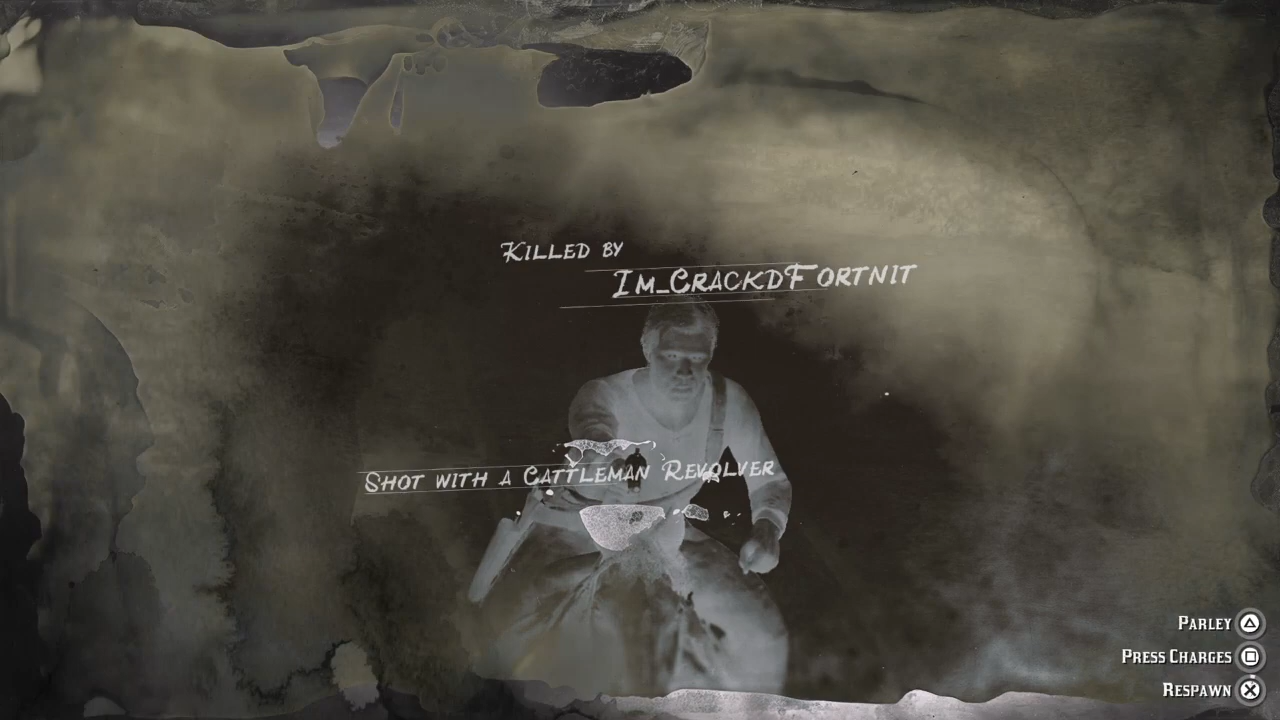 Killed by
Im_CrackdFortnit
Shot with a Cattleman Revolver
Parley
Press Charges
Respawn